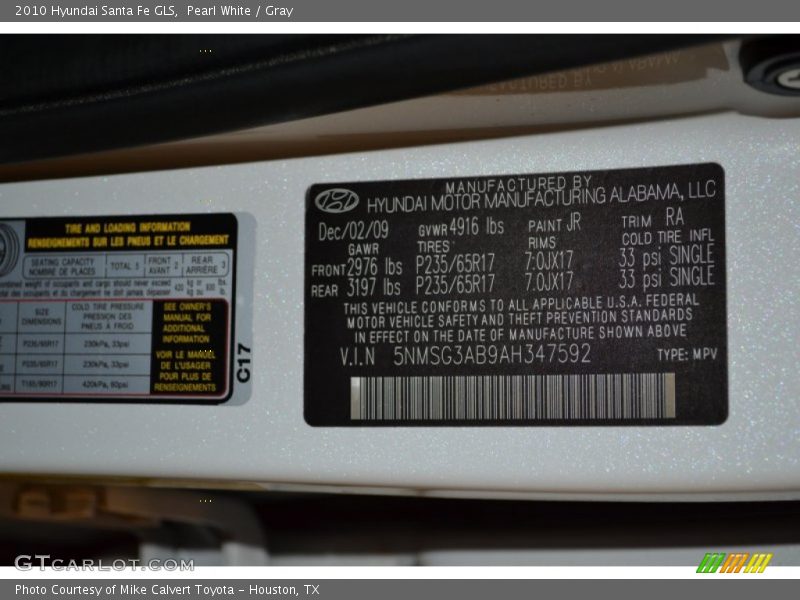 2010 Hyundai Santa Fe GLS, Pearl White / Gray
TIRE AND LOADING INFORMATION
RENSEIGNEMENTS SUR LES PNEUS ET LE CHARGEMENT
SEATING CAPACITY
NOMBRE DE PLACES
TOTAL 5
FRONT
AVANT 2
REAR
ARRIÈRE 3
SIZE
DIMENSIONS
COLD TIRE PRESSURE
PRESSION DES
PNEUS A FROID
P235/65R17 230kPa, 33psi
P235/65R17 230kPa, 33psi
T165/90R17 420kPa, 60psi
SEE OWNER'S
MANUAL FOR
ADDITIONAL
INFORMATION
VOIR LE MANUEL
DE L'USAGER
POUR PLUS DE
RENSEIGNEMENTS
C17
MANUFACTURED BY
HYUNDAI MOTOR MANUFACTURING ALABAMA, LLC
Dec/02/09 GVWR 4916 lbs PAINT JR TRIM RA
GAWR TIRES RIMS COLD TIRE INFL
FRONT 2976 lbs P235/65R17 7.0JX17 33 psi SINGLE
REAR 3197 lbs P235/65R17 7.0JX17 33 psi SINGLE
THIS VEHICLE CONFORMS TO ALL APPLICABLE U.S.A. FEDERAL
MOTOR VEHICLE SAFETY AND THEFT PREVENTION STANDARDS
IN EFFECT ON THE DATE OF MANUFACTURE SHOWN ABOVE
V.I.N 5NMSG3AB9AH347592 TYPE: MPV
GTCARLOT.COM
Photo Courtesy of Mike Calvert Toyota - Houston, TX